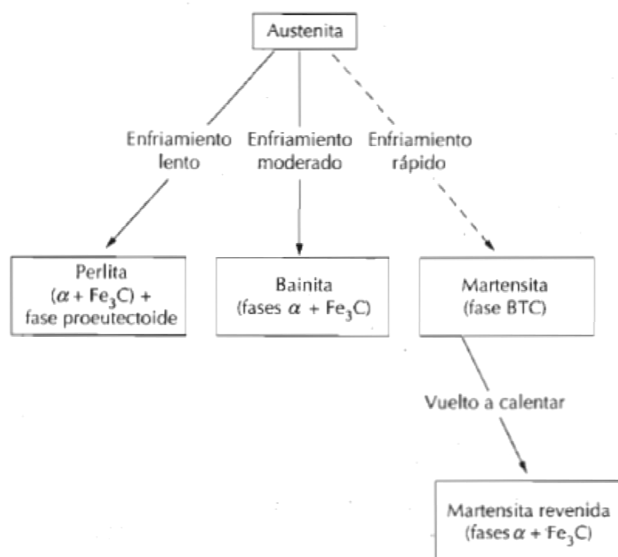 Austenita
Enfriamiento
lento
Enfriamiento
moderado
Enfriamiento
rápido
Perlita
(α + Fe₃C) +
fase proeutectoide
Bainita
(fases α + Fe₃C)
Martensita
(fase BTC)
Vuelto a calentar
Martensita revenida
(fases α + Fe₃C)